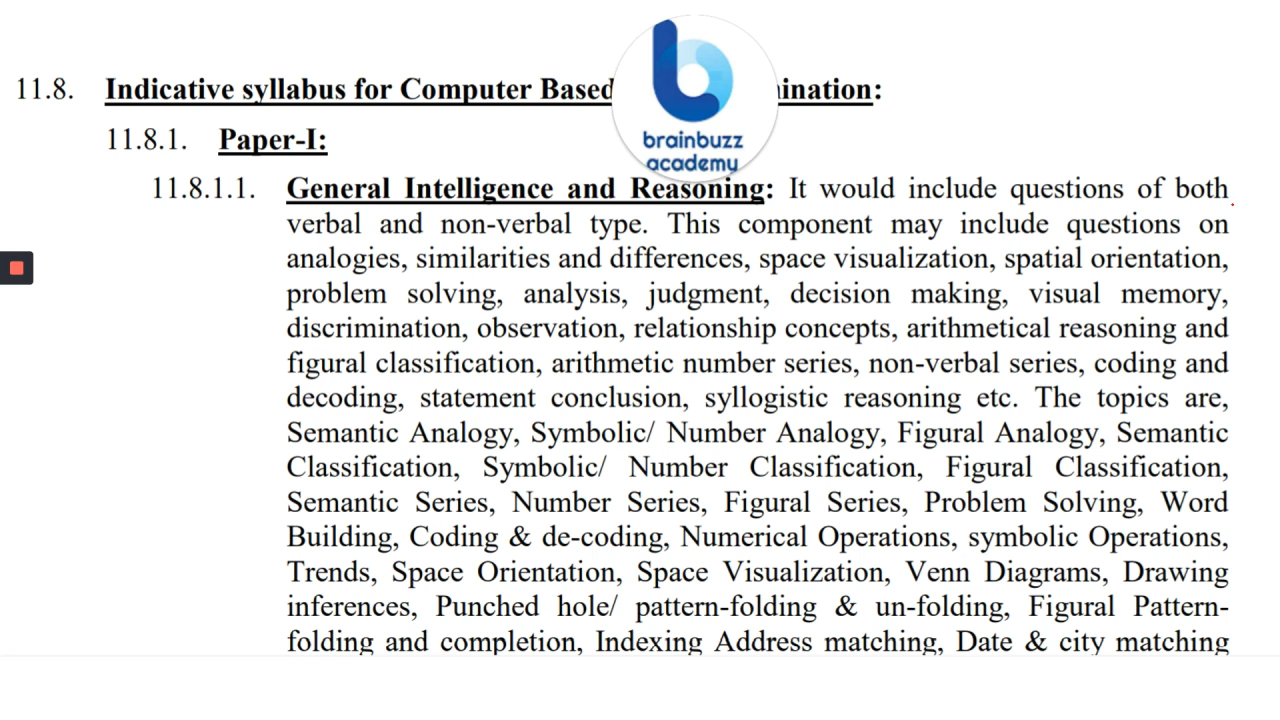 11.8. Indicative syllabus for Computer Based ination:
brainbuzz
academy
11.8.1. Paper-I:
11.8.1.1. General Intelligence and Reasoning: It would include questions of both
verbal and non-verbal type. This component may include questions on
analogies, similarities and differences, space visualization, spatial orientation,
problem solving, analysis, judgment, decision making, visual memory,
discrimination, observation, relationship concepts, arithmetical reasoning and
figural classification, arithmetic number series, non-verbal series, coding and
decoding, statement conclusion, syllogistic reasoning etc. The topics are,
Semantic Analogy, Symbolic/ Number Analogy, Figural Analogy, Semantic
Classification, Symbolic/ Number Classification, Figural Classification,
Semantic Series, Number Series, Figural Series, Problem Solving, Word
Building, Coding & de-coding, Numerical Operations, symbolic Operations,
Trends, Space Orientation, Space Visualization, Venn Diagrams, Drawing
inferences, Punched hole/ pattern-folding & un-folding, Figural Pattern-
folding and completion, Indexing Address matching, Date & city matching